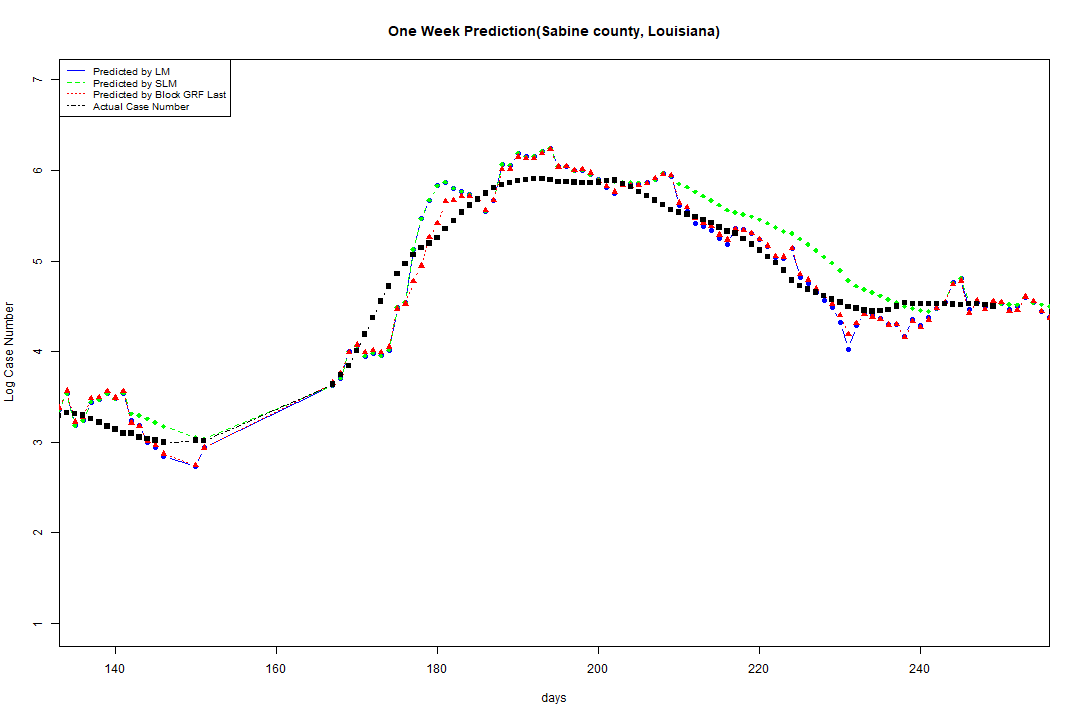 One Week Prediction(Sabine county, Louisiana)
Predicted by LM
Predicted by SLM
Predicted by Block GRF Last
Actual Case Number
7
6
5
4
3
2
1
Log Case Number
140 160 180 200 220 240
days